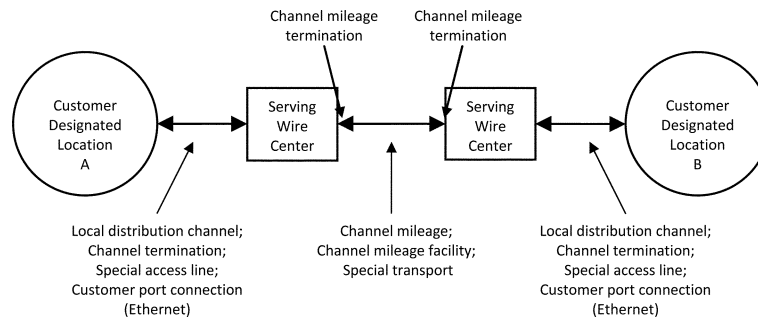 Channel mileage
termination
Channel mileage
termination
Customer
Designated
Location
A
Serving
Wire
Center
Serving
Wire
Center
Customer
Designated
Location
B
Local distribution channel;
Channel termination;
Special access line;
Customer port connection
(Ethernet)
Channel mileage;
Channel mileage facility;
Special transport
Local distribution channel;
Channel termination;
Special access line;
Customer port connection
(Ethernet)